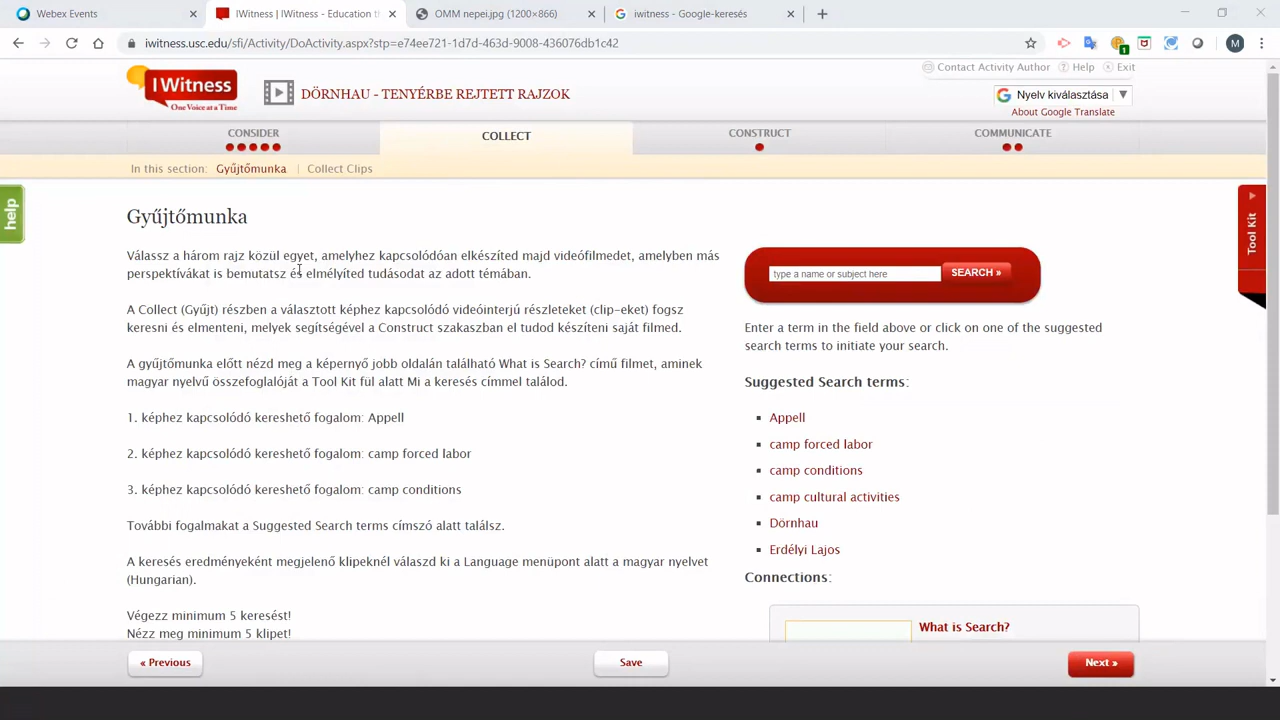 Webex Events
IWitness | IWitness - Education t
OMM nepei.jpg (1200×866)
iwitness - Google-keresés
iwitness.usc.edu/sfi/Activity/DoActivity.aspx?stp=e74ee721-1d7d-463d-9008-436076db1c42
M
Contact Activity Author
Help
Exit
IWitness
One Voice at a Time
DÖRNHAU - TENYÉRBE REJTETT RAJZOK
Nyelv kiválasztása
About Google Translate
CONSIDER
COLLECT
CONSTRUCT
COMMUNICATE
In this section: Gyűjtőmunka | Collect Clips
help
Tool Kit
Gyűjtőmunka
Válassz a három rajz közül egyet, amelyhez kapcsolódóan elkészíted majd videófilmedet, amelyben más
perspektívákat is bemutatsz és elmélyíted tudásodat az adott témában.
A Collect (Gyűjt) részben a választott képhez kapcsolódó videóinterjú részleteket (clip-eket) fogsz
keresni és elmenteni, melyek segítségével a Construct szakaszban el tudod készíteni saját filmed.
A gyűjtőmunka előtt nézd meg a képernyő jobb oldalán található What is Search? című filmet, aminek
magyar nyelvű összefoglalóját a Tool Kit fül alatt Mi a keresés címmel találod.
1. képhez kapcsolódó kereshető fogalom: Appell
2. képhez kapcsolódó kereshető fogalom: camp forced labor
3. képhez kapcsolódó kereshető fogalom: camp conditions
További fogalmakat a Suggested Search terms címszó alatt találsz.
A keresés eredményeként megjelenő klipeknél válaszd ki a Language menüpont alatt a magyar nyelvet
(Hungarian).
Végezz minimum 5 keresést!
Nézz meg minimum 5 klipet!
type a name or subject here
SEARCH »
Enter a term in the field above or click on one of the suggested
search terms to initiate your search.
Suggested Search terms:
Appell
camp forced labor
camp conditions
camp cultural activities
Dörnhau
Erdélyi Lajos
Connections:
What is Search?
« Previous
Save
Next »